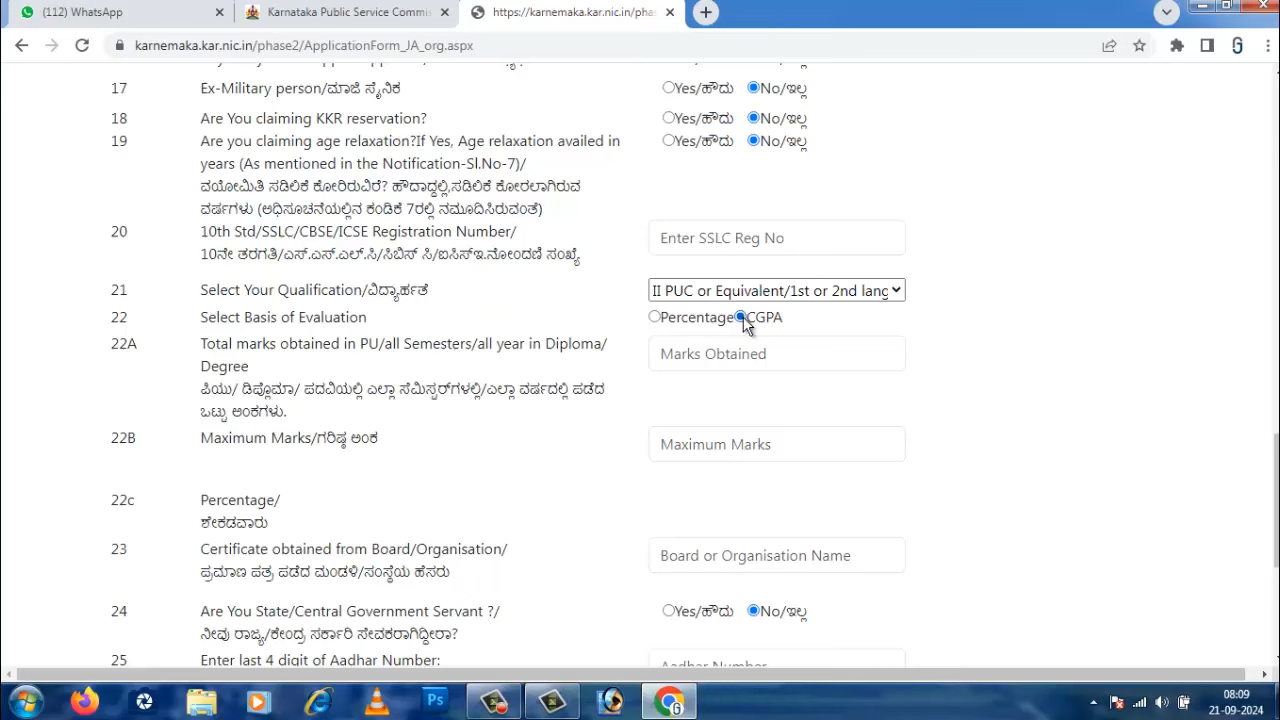 (112) WhatsApp
Karnataka Public Service Commi
https://karnemaka.kar.nic.in/pha
karnemaka.kar.nic.in/phase2/ApplicationForm_JA_org.aspx
17 Ex-Military person/ಮಾಜಿ ಸೈನಿಕ Yes/ಹೌದು No/ಇಲ್ಲ
18 Are You claiming KKR reservation? Yes/ಹೌದು No/ಇಲ್ಲ
19 Are you claiming age relaxation?If Yes, Age relaxation availed in Yes/ಹೌದು No/ಇಲ್ಲ
years (As mentioned in the Notification-Sl.No-7)/
ವಯೋಮಿತಿ ಸಡಿಲಿಕೆ ಕೋರಿರುವಿರೆ? ಹೌದಾದ್ದಲ್ಲಿ,ಸಡಿಲಿಕೆ ಕೋರಲಾಗಿರುವ
ವರ್ಷಗಳು (ಅಧಿಸೂಚನೆಯಲ್ಲಿನ ಕಂಡಿಕೆ 7ರಲ್ಲಿ ನಮೂದಿಸಿರುವಂತೆ)
20 10th Std/SSLC/CBSE/ICSE Registration Number/ Enter SSLC Reg No
10ನೇ ತರಗತಿ/ಎಸ್.ಎಸ್.ಎಲ್.ಸಿ/ಸಿಬಿಸ್ ಸಿ/ಐಸಿಸ್ಇ.ನೋಂದಣಿ ಸಂಖ್ಯೆ
21 Select Your Qualification/ವಿದ್ಯಾರ್ಹತೆ II PUC or Equivalent/1st or 2nd lang
22 Select Basis of Evaluation Percentage CGPA
22A Total marks obtained in PU/all Semesters/all year in Diploma/ Marks Obtained
Degree
ಪಿಯು/ ಡಿಪ್ಲೊಮಾ/ ಪದವಿಯಲ್ಲಿ ಎಲ್ಲಾ ಸೆಮಿಸ್ಟರ್‌ಗಳಲ್ಲಿ/ಎಲ್ಲಾ ವರ್ಷದಲ್ಲಿ ಪಡೆದ
ಒಟ್ಟು ಅಂಕಗಳು.
22B Maximum Marks/ಗರಿಷ್ಠ ಅಂಕ Maximum Marks
22c Percentage/
ಶೇಕಡವಾರು
23 Certificate obtained from Board/Organisation/ Board or Organisation Name
ಪ್ರಮಾಣ ಪತ್ರ ಪಡೆದ ಮಂಡಳಿ/ಸಂಸ್ಥೆಯ ಹೆಸರು
24 Are You State/Central Government Servant ?/ Yes/ಹೌದು No/ಇಲ್ಲ
ನೀವು ರಾಜ್ಯ/ಕೇಂದ್ರ ಸರ್ಕಾರಿ ಸೇವಕರಾಗಿದ್ದೀರಾ?
25 Enter last 4 digit of Aadhar Number: Aadhar Number
Ps
08:09
21-09-2024